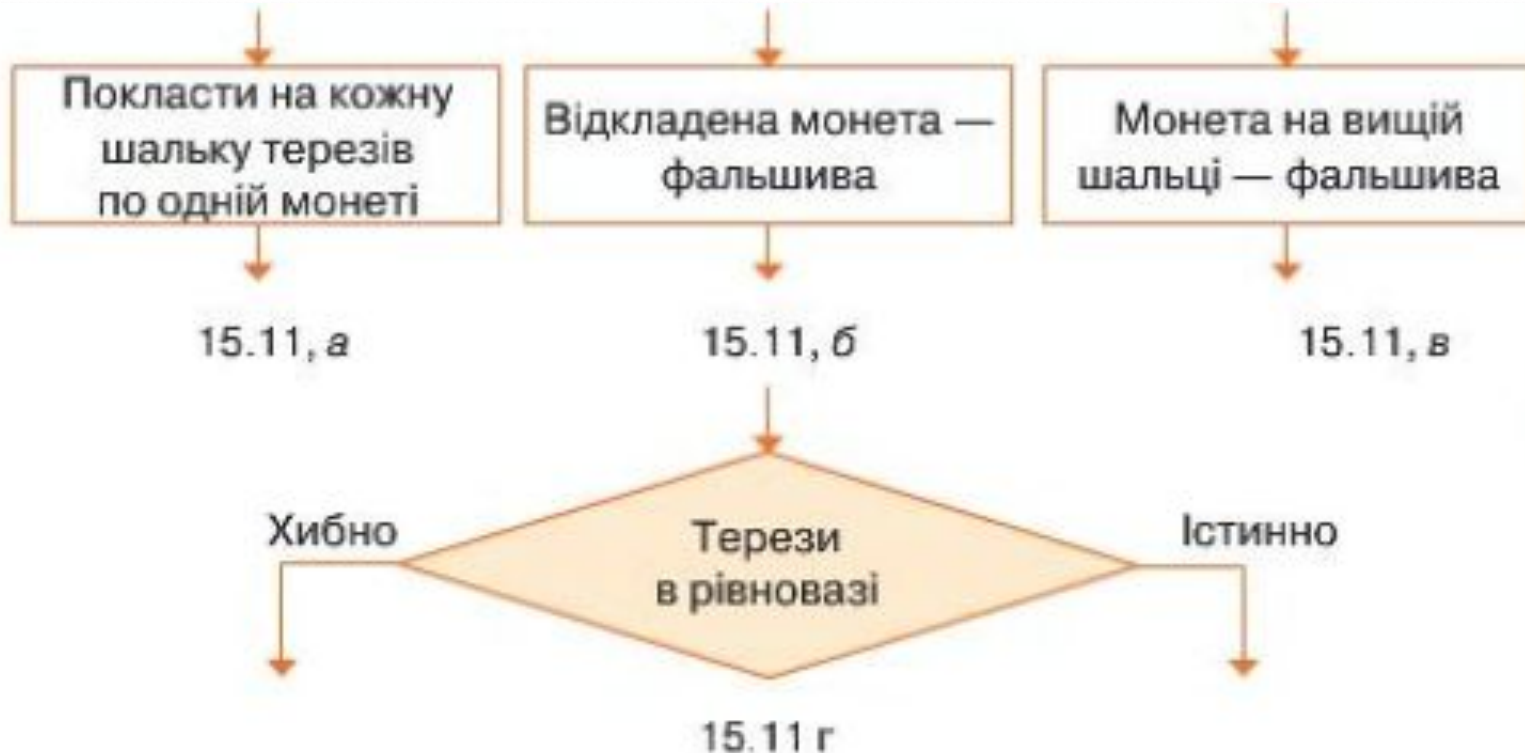 Покласти на кожну
шальку терезів
по одній монеті
Відкладена монета —
фальшива
Монета на вищій
шальці — фальшива
15.11, а
15.11, б
15.11, в
Хибно
Терези
в рівновазі
Істинно
15.11 г